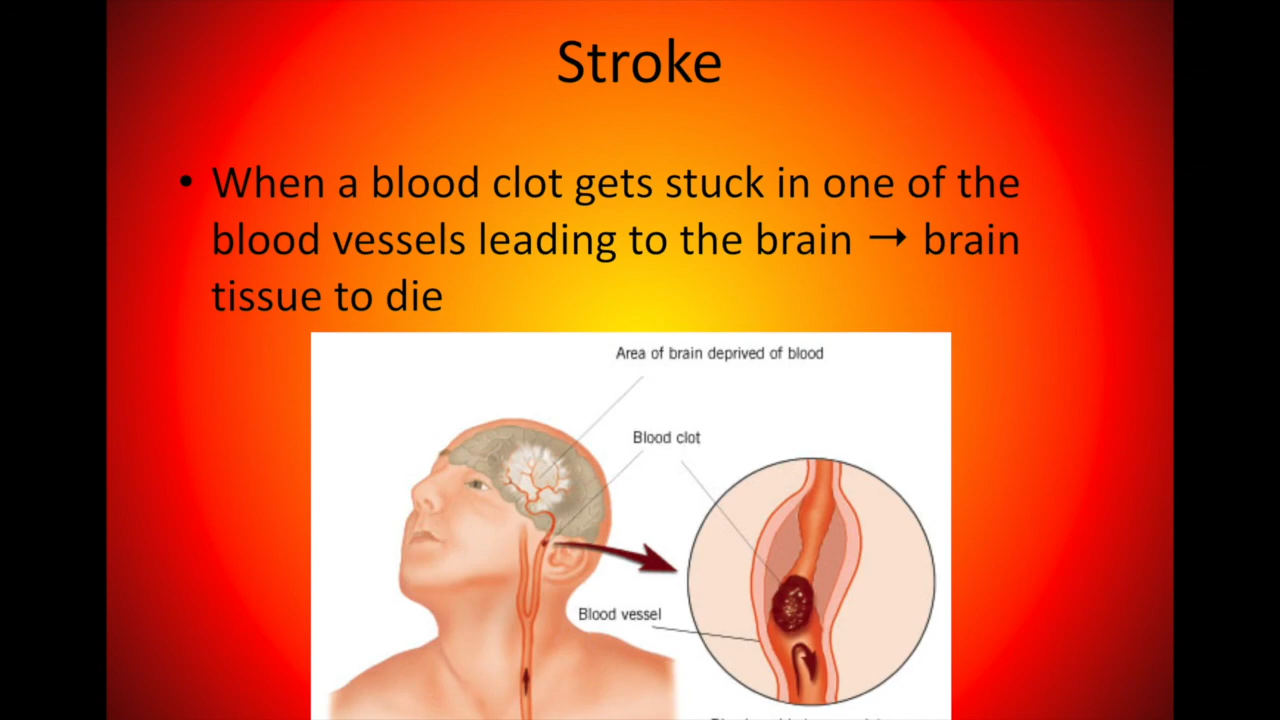 Stroke
• When a blood clot gets stuck in one of the
blood vessels leading to the brain → brain
tissue to die
Area of brain deprived of blood
Blood clot
Blood vessel